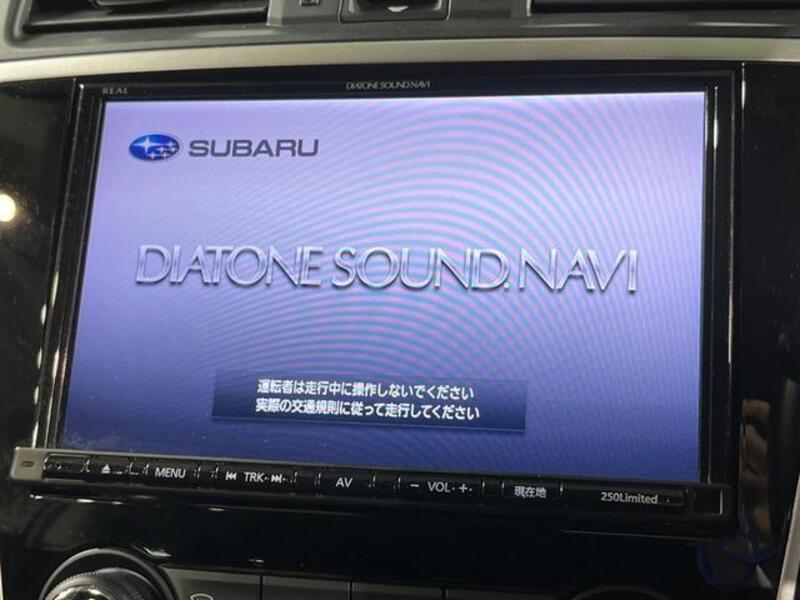 REAL
DIATONE SOUND NAVI
SUBARU
DIATONE SOUND.NAVI
運転者は走行中に操作しないでください
実際の交通規則に従って走行してください
MENU TRK AV − VOL + 現在地 250Limited